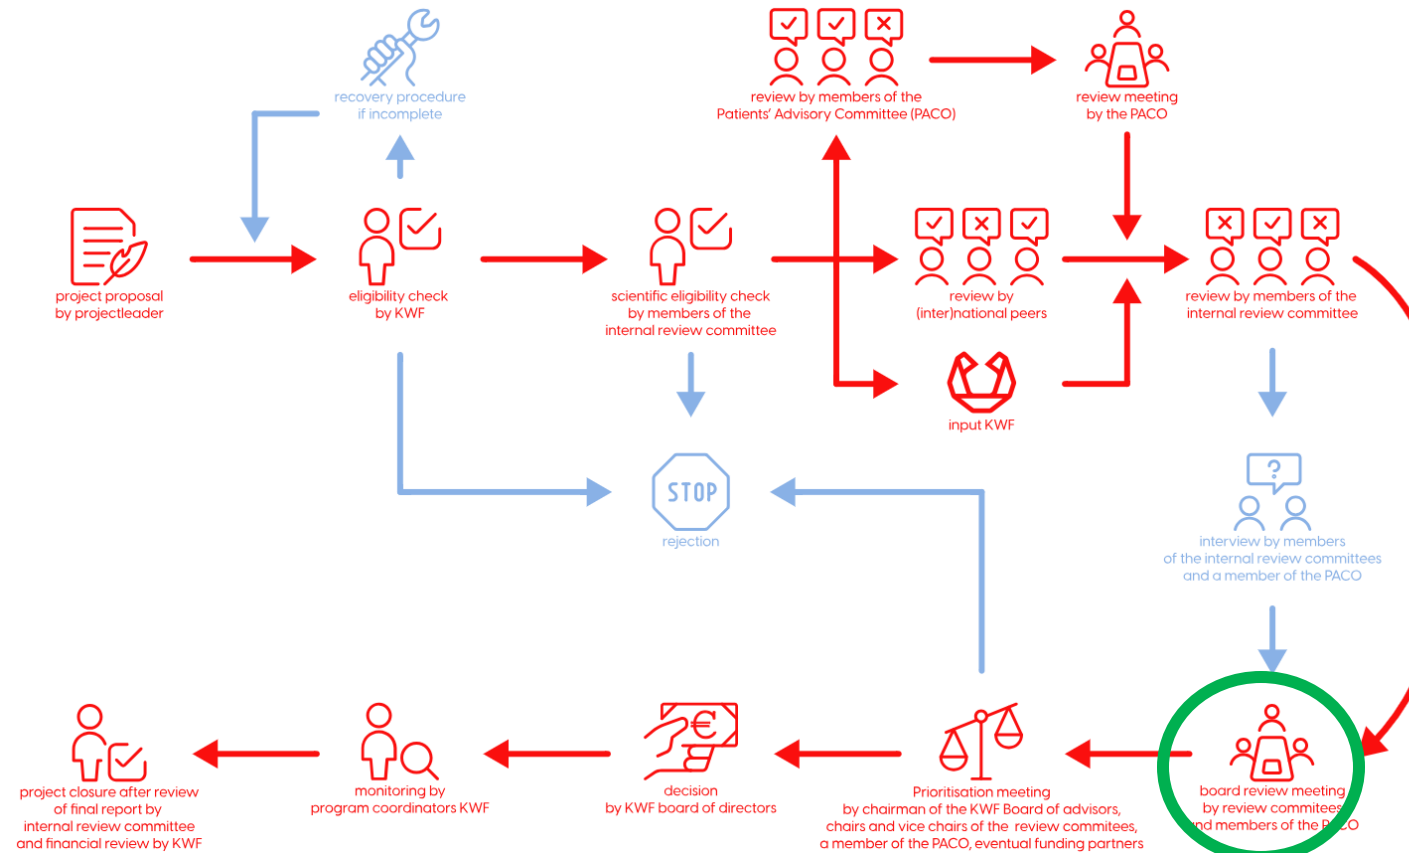 recovery procedure
if incomplete
review by members of the
Patients' Advisory Committee (PACO)
review meeting
by the PACO
project proposal
by projectleader
eligibility check
by KWF
scientific eligibility check
by members of the
internal review committee
review by
(inter)national peers
review by members of the
internal review committee
input KWF
STOP
rejection
?
interview by members
of the internal review committees
and a member of the PACO
€
project closure after review
of final report by
internal review committee
and financial review by KWF
monitoring by
program coordinators KWF
decision
by KWF board of directors
Prioritisation meeting
by chairman of the KWF Board of advisors,
chairs and vice chairs of the review commitees,
a member of the PACO, eventual funding partners
board review meeting
by review commitees
and members of the PACO